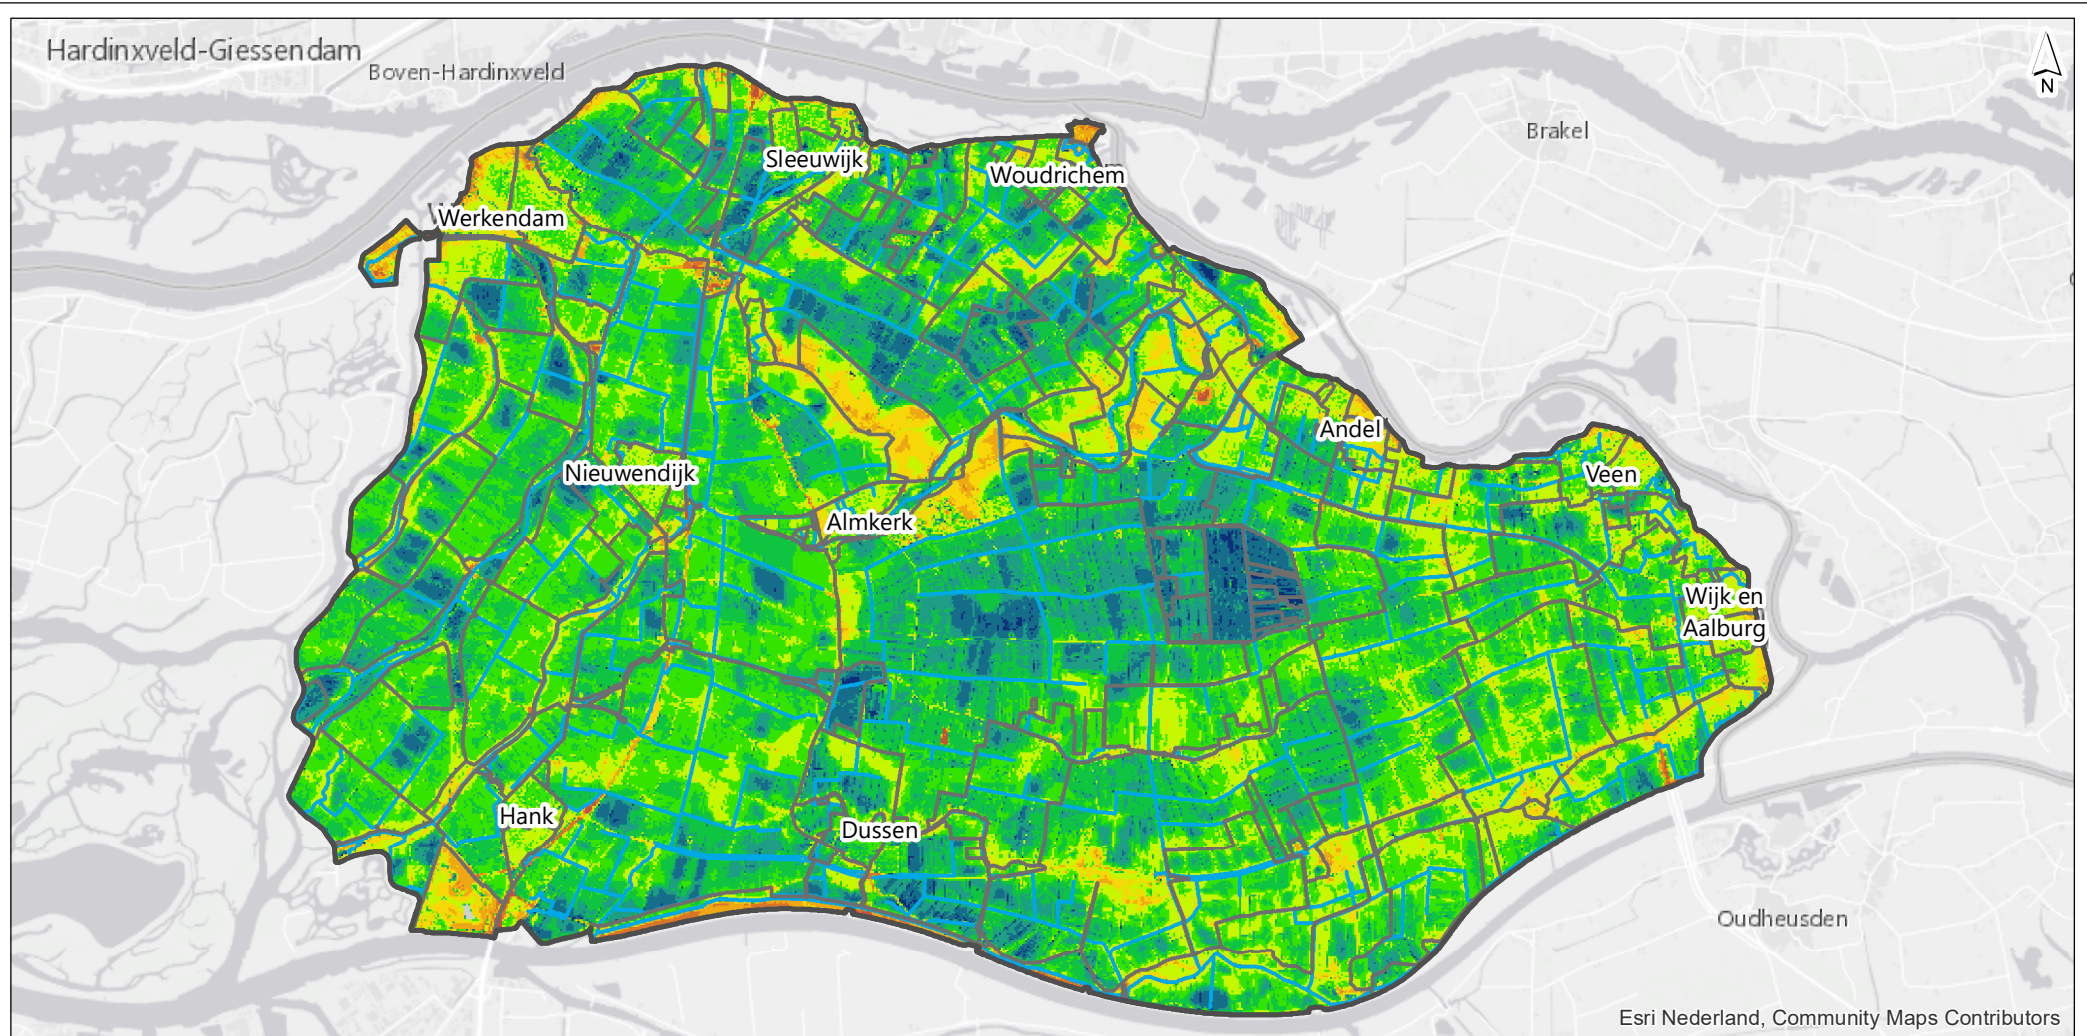 Hardinxveld-Giessendam
Boven-Hardinxveld
N
Brakel
Sleeuwijk
Woudrichem
Werkendam
Andel
Nieuwendijk
Veen
Almkerk
Wijk en
Aalburg
Hank
Dussen
Oudheusden
Esri Nederland, Community Maps Contributors